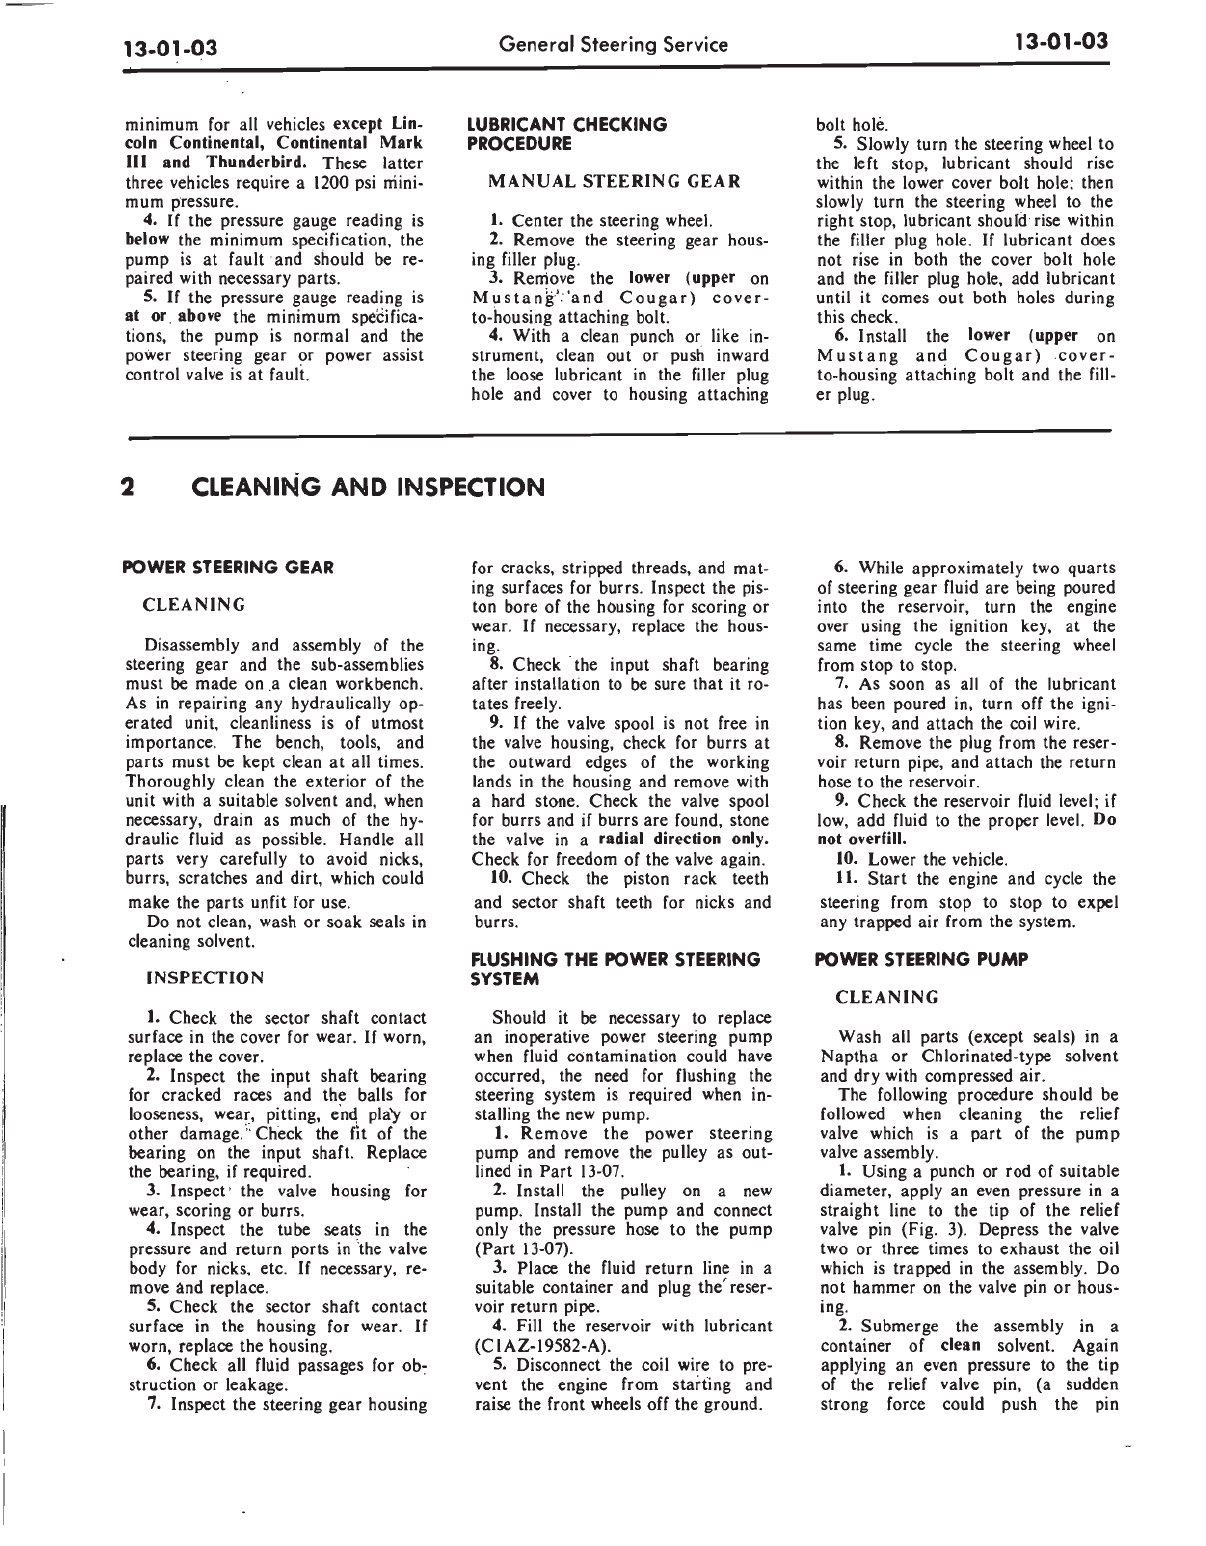 13-01-03
General Steering Service
13-01-03
minimum for all vehicles except Lin-
coln Continental, Continental Mark
III and Thunderbird. These latter
three vehicles require a 1200 psi mini-
mum pressure.
4. If the pressure gauge reading is
below the minimum specification, the
pump is at fault and should be re-
paired with necessary parts.
5. If the pressure gauge reading is
at or above the minimum specifica-
tions, the pump is normal and the
power steering gear or power assist
control valve is at fault.
LUBRICANT CHECKING
PROCEDURE
MANUAL STEERING GEAR
1. Center the steering wheel.
2. Remove the steering gear hous-
ing filler plug.
3. Remove the lower (upper on
Mustang and Cougar) cover-
to-housing attaching bolt.
4. With a clean punch or like in-
strument, clean out or push inward
the loose lubricant in the filler plug
hole and cover to housing attaching
bolt hole.
5. Slowly turn the steering wheel to
the left stop, lubricant should rise
within the lower cover bolt hole; then
slowly turn the steering wheel to the
right stop, lubricant should rise within
the filler plug hole. If lubricant does
not rise in both the cover bolt hole
and the filler plug hole, add lubricant
until it comes out both holes during
this check.
6. Install the lower (upper on
Mustang and Cougar) cover-
to-housing attaching bolt and the fill-
er plug.
2 CLEANING AND INSPECTION
POWER STEERING GEAR
CLEANING
Disassembly and assembly of the
steering gear and the sub-assemblies
must be made on a clean workbench.
As in repairing any hydraulically op-
erated unit, cleanliness is of utmost
importance. The bench, tools, and
parts must be kept clean at all times.
Thoroughly clean the exterior of the
unit with a suitable solvent and, when
necessary, drain as much of the hy-
draulic fluid as possible. Handle all
parts very carefully to avoid nicks,
burrs, scratches and dirt, which could
make the parts unfit for use.
Do not clean, wash or soak seals in
cleaning solvent.
INSPECTION
1. Check the sector shaft contact
surface in the cover for wear. If worn,
replace the cover.
2. Inspect the input shaft bearing
for cracked races and the balls for
looseness, wear, pitting, end play or
other damage. Check the fit of the
bearing on the input shaft. Replace
the bearing, if required.
3. Inspect the valve housing for
wear, scoring or burrs.
4. Inspect the tube seats in the
pressure and return ports in the valve
body for nicks, etc. If necessary, re-
move and replace.
5. Check the sector shaft contact
surface in the housing for wear. If
worn, replace the housing.
6. Check all fluid passages for ob-
struction or leakage.
7. Inspect the steering gear housing
for cracks, stripped threads, and mat-
ing surfaces for burrs. Inspect the pis-
ton bore of the housing for scoring or
wear. If necessary, replace the hous-
ing.
8. Check the input shaft bearing
after installation to be sure that it ro-
tates freely.
9. If the valve spool is not free in
the valve housing, check for burrs at
the outward edges of the working
lands in the housing and remove with
a hard stone. Check the valve spool
for burrs and if burrs are found, stone
the valve in a radial direction only.
Check for freedom of the valve again.
10. Check the piston rack teeth
and sector shaft teeth for nicks and
burrs.
FLUSHING THE POWER STEERING
SYSTEM
Should it be necessary to replace
an inoperative power steering pump
when fluid contamination could have
occurred, the need for flushing the
steering system is required when in-
stalling the new pump.
1. Remove the power steering
pump and remove the pulley as out-
lined in Part 13-07.
2. Install the pulley on a new
pump. Install the pump and connect
only the pressure hose to the pump
(Part 13-07).
3. Place the fluid return line in a
suitable container and plug the reser-
voir return pipe.
4. Fill the reservoir with lubricant
(C1AZ-19582-A).
5. Disconnect the coil wire to pre-
vent the engine from starting and
raise the front wheels off the ground.
6. While approximately two quarts
of steering gear fluid are being poured
into the reservoir, turn the engine
over using the ignition key, at the
same time cycle the steering wheel
from stop to stop.
7. As soon as all of the lubricant
has been poured in, turn off the igni-
tion key, and attach the coil wire.
8. Remove the plug from the reser-
voir return pipe, and attach the return
hose to the reservoir.
9. Check the reservoir fluid level; if
low, add fluid to the proper level. Do
not overfill.
10. Lower the vehicle.
11. Start the engine and cycle the
steering from stop to stop to expel
any trapped air from the system.
POWER STEERING PUMP
CLEANING
Wash all parts (except seals) in a
Naptha or Chlorinated-type solvent
and dry with compressed air.
The following procedure should be
followed when cleaning the relief
valve which is a part of the pump
valve assembly.
1. Using a punch or rod of suitable
diameter, apply an even pressure in a
straight line to the tip of the relief
valve pin (Fig. 3). Depress the valve
two or three times to exhaust the oil
which is trapped in the assembly. Do
not hammer on the valve pin or hous-
ing.
2. Submerge the assembly in a
container of clean solvent. Again
applying an even pressure to the tip
of the relief valve pin, (a sudden
strong force could push the pin